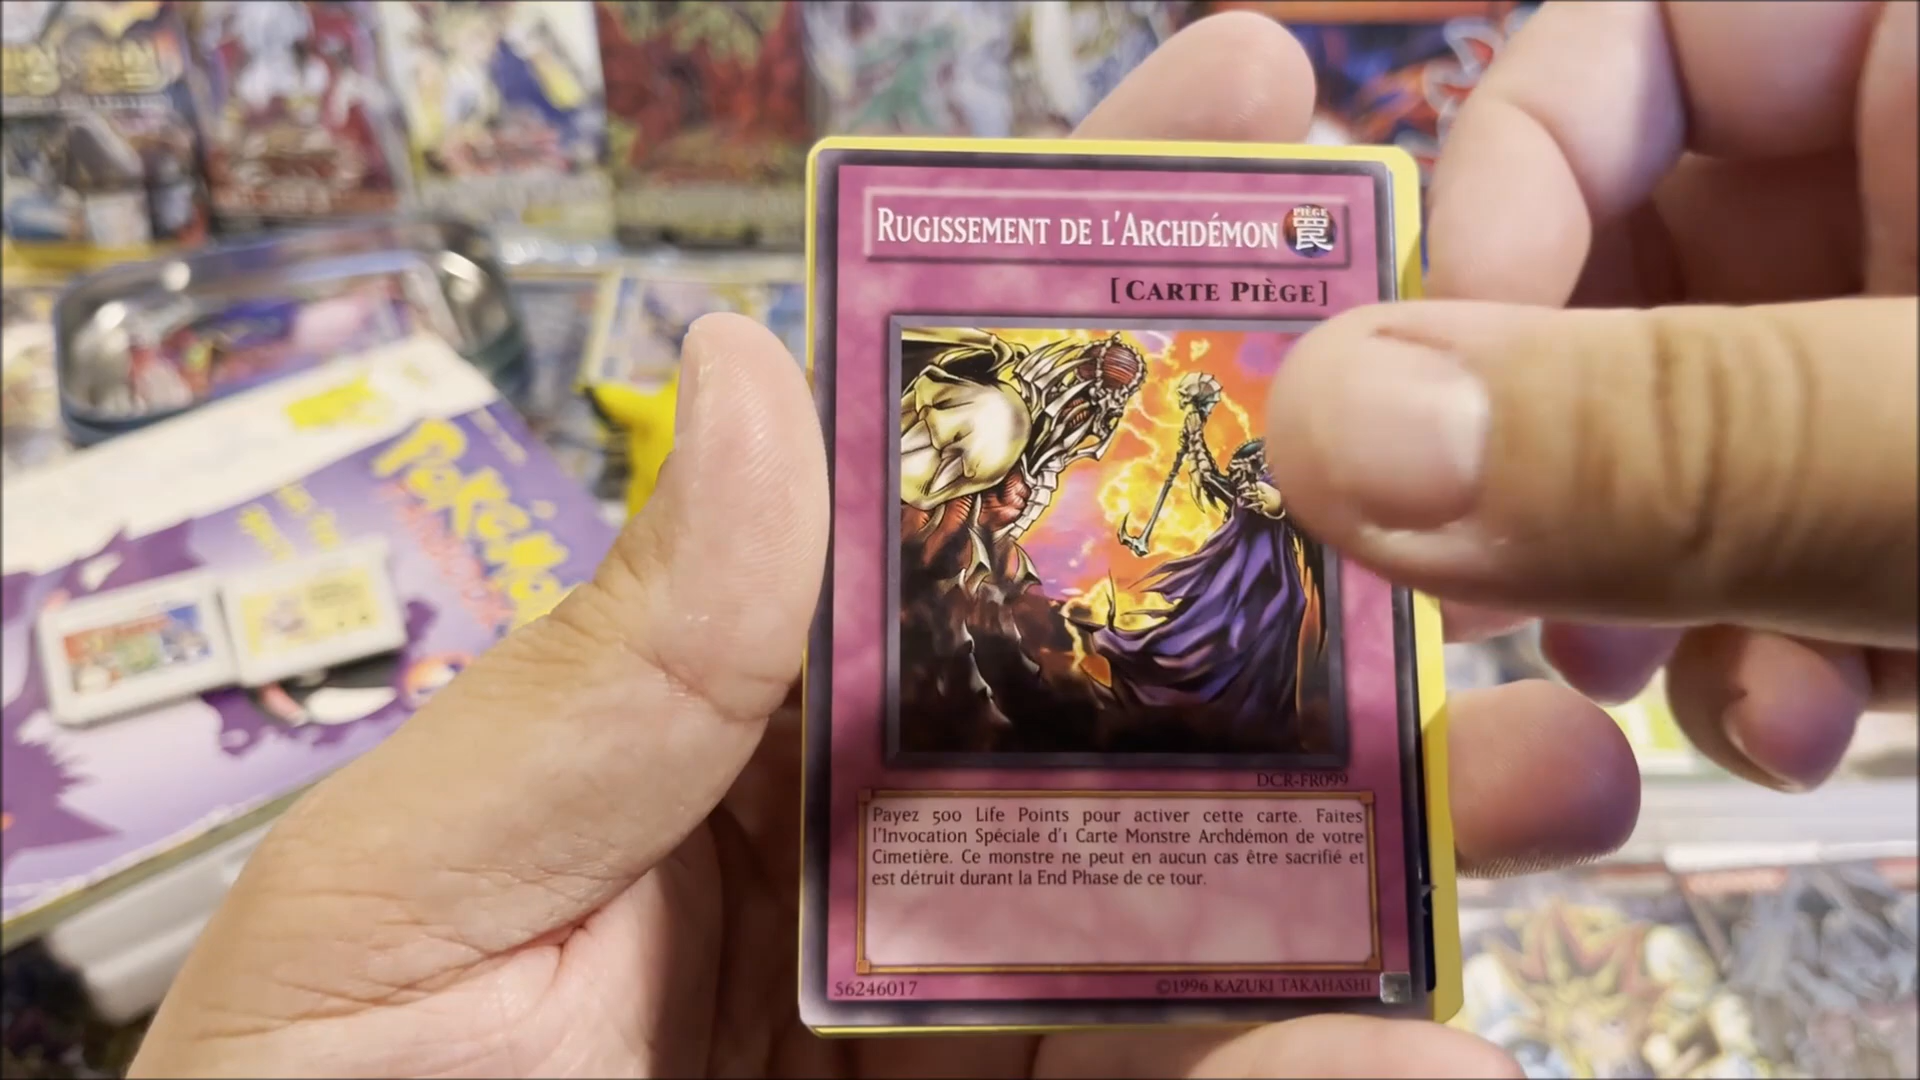 RUGISSEMENT DE L'ARCHDÉMON
PIÈGE
[CARTE PIÈGE]
DCR-FR099
Payez 500 Life Points pour activer cette carte. Faites
l'Invocation Spéciale d'1 Carte Monstre Archdémon de votre
Cimetière. Ce monstre ne peut en aucun cas être sacrifié et
est détruit durant la End Phase de ce tour.
56246017
©1996 KAZUKI TAKAHASHI
POKéMON